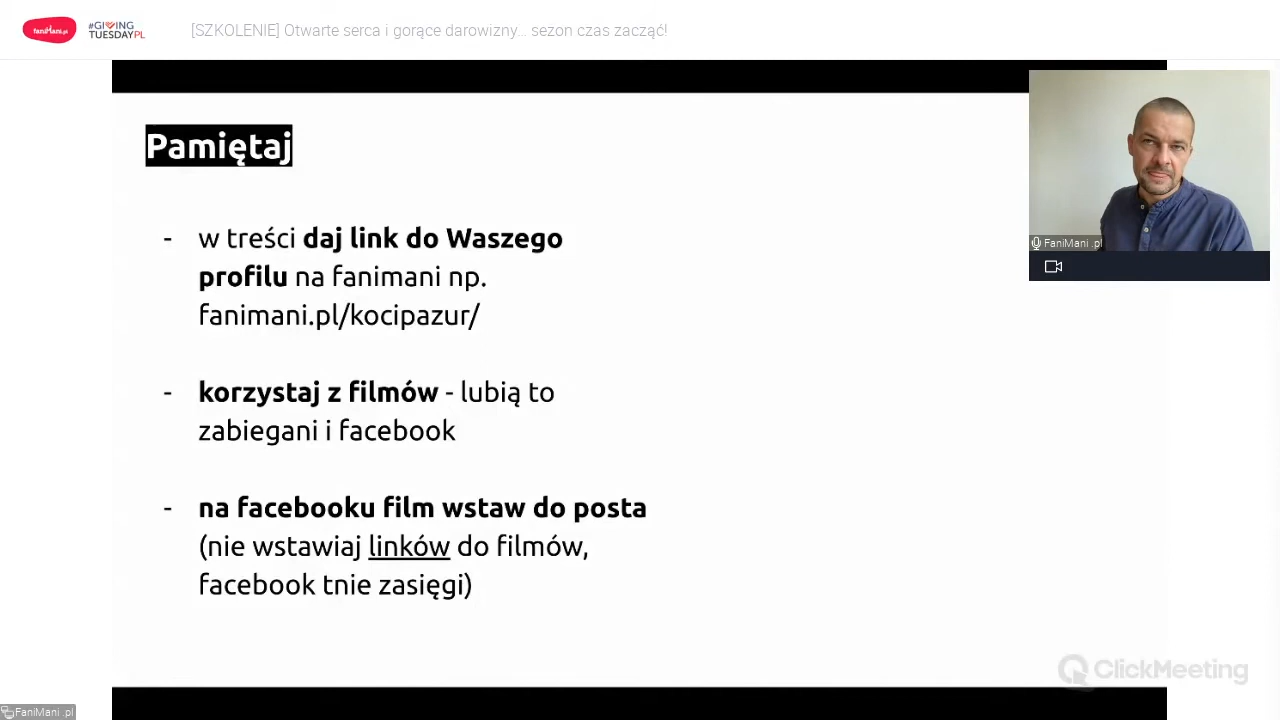 faniMani.pl
#GIVING
TUESDAYPL
[SZKOLENIE] Otwarte serca i gorące darowizny... sezon czas zacząć!
Pamiętaj
- w treści daj link do Waszego
profilu na fanimani np.
fanimani.pl/kocipazur/
- korzystaj z filmów - lubią to
zabiegani i facebook
- na facebooku film wstaw do posta
(nie wstawiaj linków do filmów,
facebook tnie zasięgi)
FaniMani .pl
ClickMeeting
FaniMani .pl